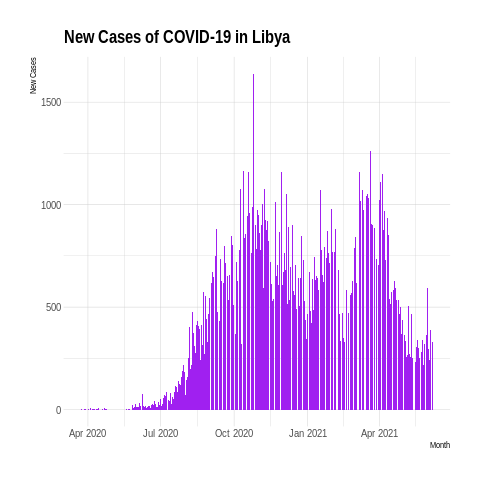 New Cases of COVID-19 in Libya
New Cases
1500
1000
500
0
Apr 2020 Jul 2020 Oct 2020 Jan 2021 Apr 2021
Month